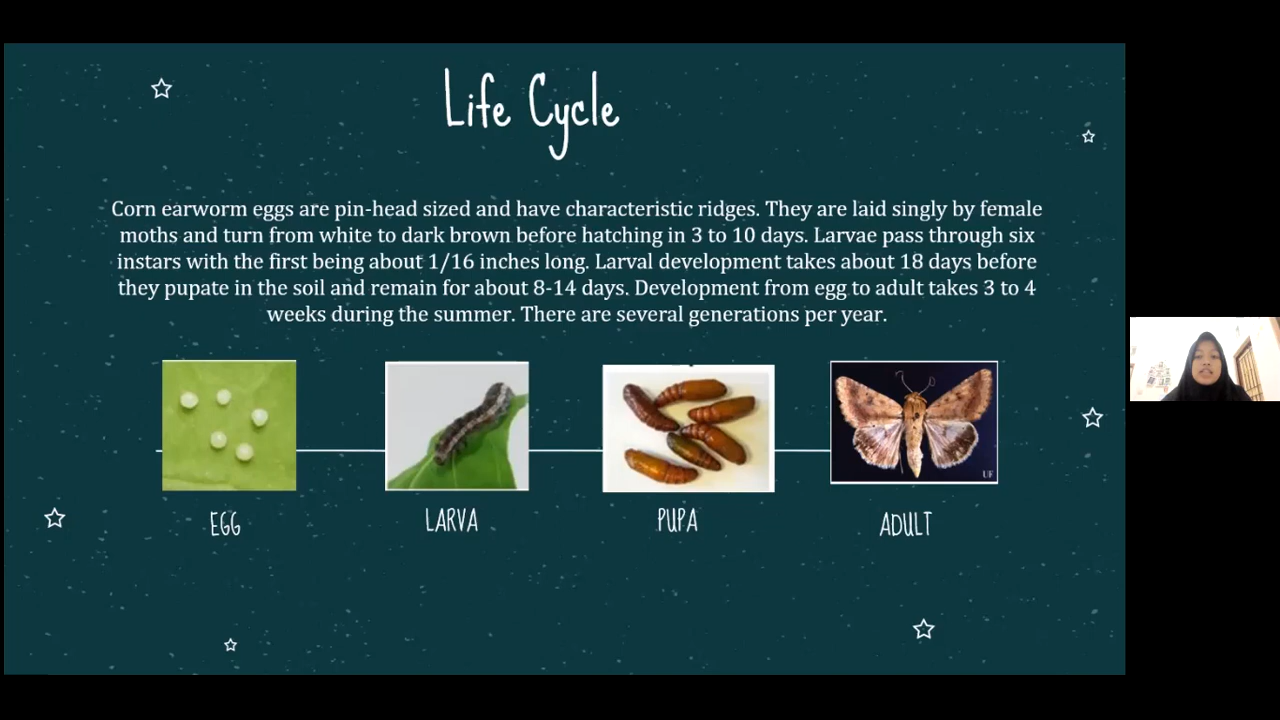 Life Cycle
Corn earworm eggs are pin-head sized and have characteristic ridges. They are laid singly by female
moths and turn from white to dark brown before hatching in 3 to 10 days. Larvae pass through six
instars with the first being about 1/16 inches long. Larval development takes about 18 days before
they pupate in the soil and remain for about 8-14 days. Development from egg to adult takes 3 to 4
weeks during the summer. There are several generations per year.
UF
EGG
LARVA
PUPA
ADULT